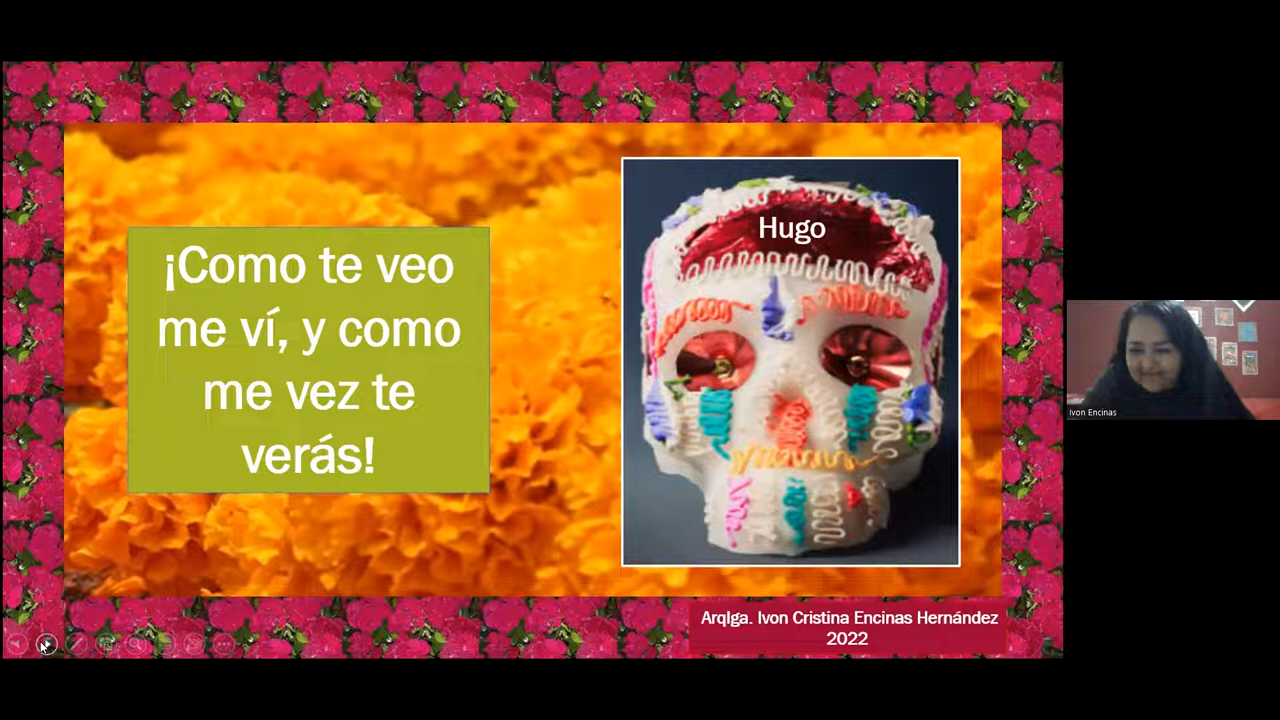 ¡Como te veo
me ví, y como
me vez te
verás!
Hugo
Ivon Encinas
Arqlga. Ivon Cristina Encinas Hernández
2022